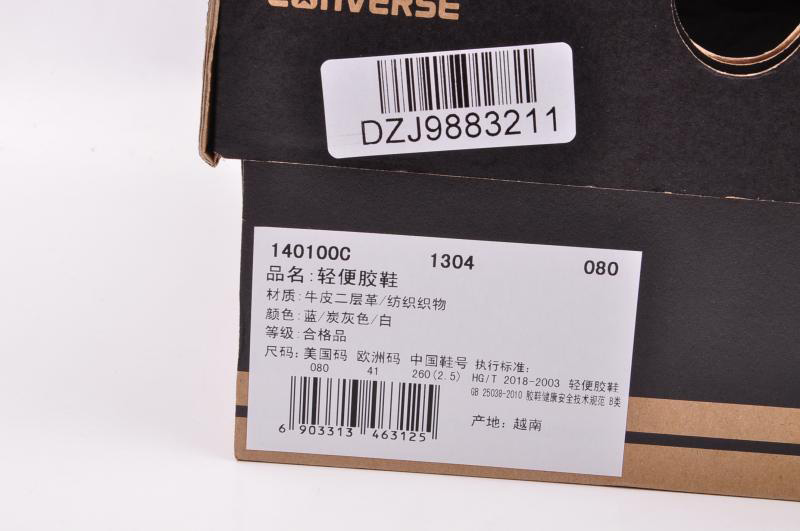 CONVERSE
DZJ9883211
140100C 1304 080
品名:轻便胶鞋
材质:牛皮二层革/纺织织物
颜色:蓝/炭灰色/白
等级:合格品
尺码:美国码 欧洲码 中国鞋号 执行标准:
080 41 260(2.5) HG/T 2018-2003 轻便胶鞋
GB 25038-2010 胶鞋健康安全技术规范 B类
产地:越南
6 903313 463125